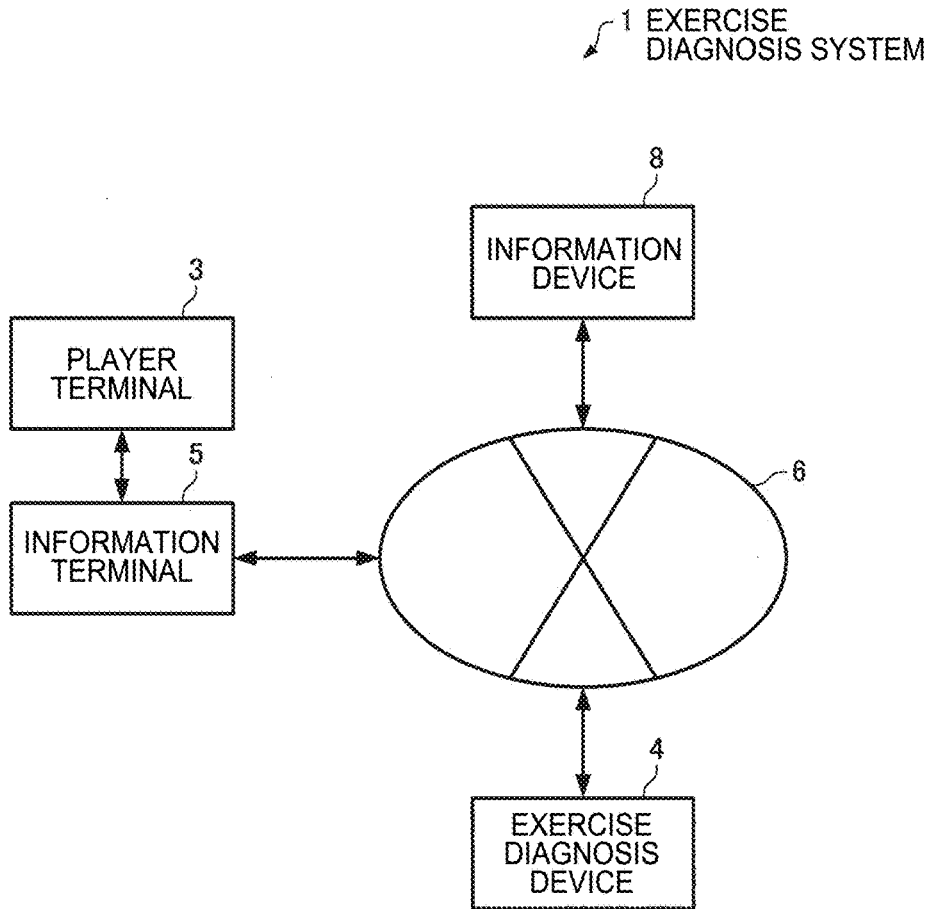 1 EXERCISE
DIAGNOSIS SYSTEM
8
INFORMATION
DEVICE
3
PLAYER
TERMINAL
5
INFORMATION
TERMINAL
6
4
EXERCISE
DIAGNOSIS
DEVICE